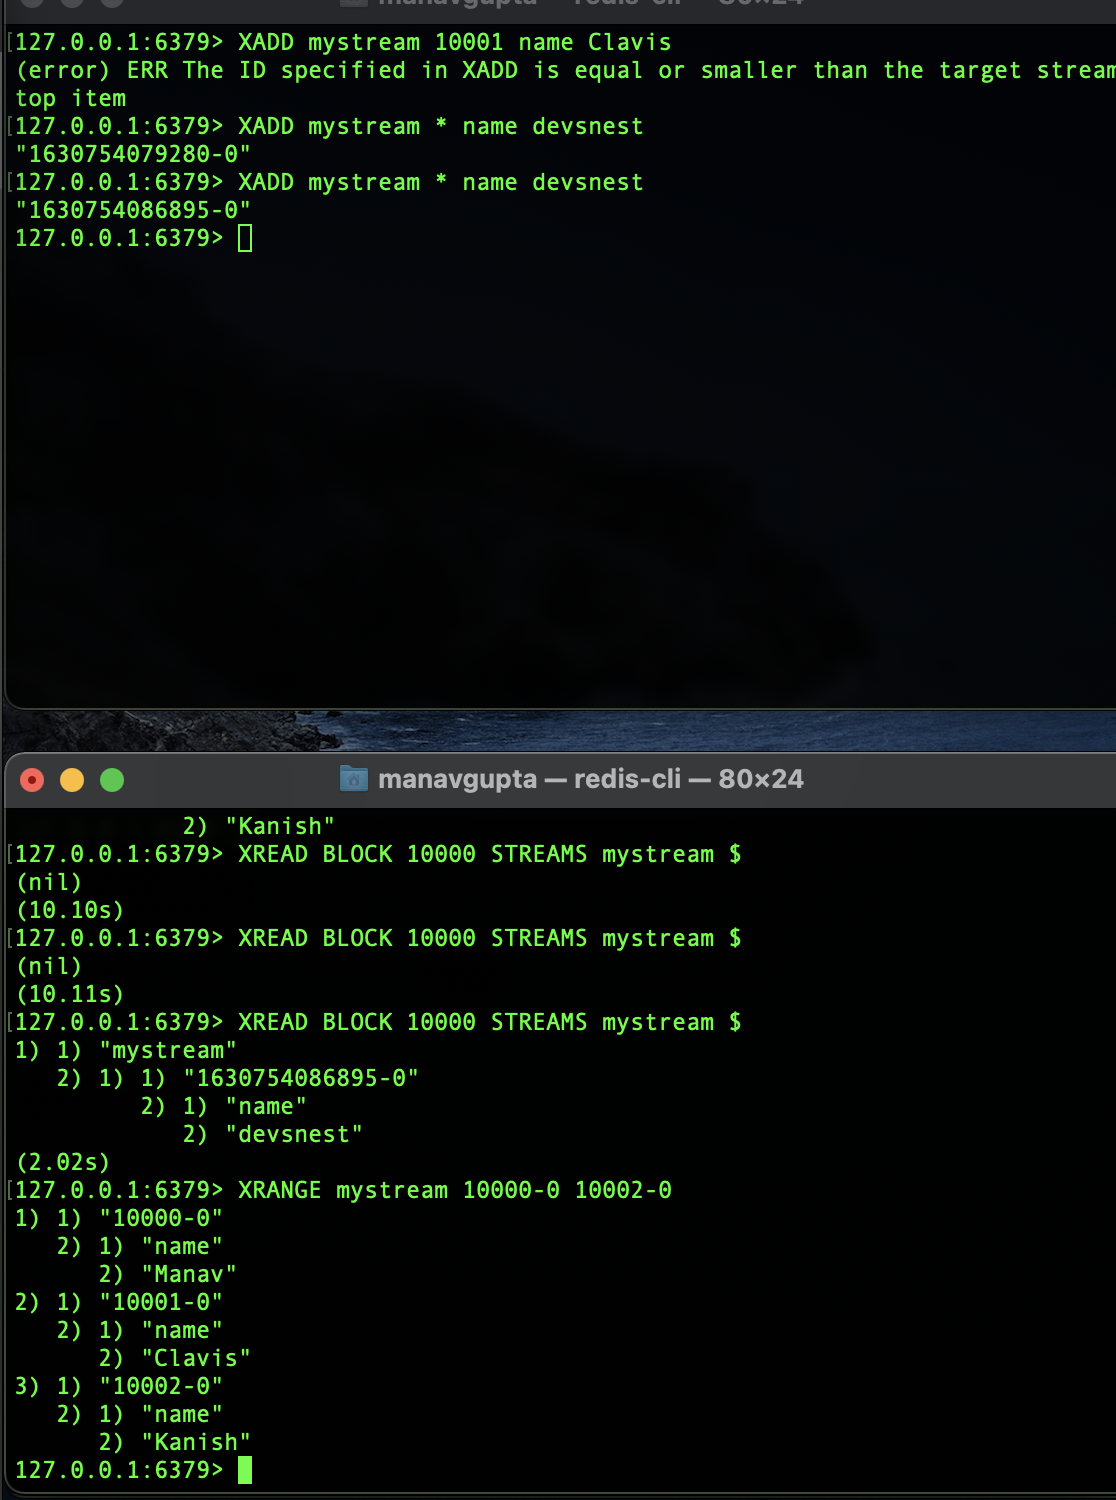 manavgupta — redis-cli — 80×24
127.0.0.1:6379> XADD mystream 10001 name Clavis
(error) ERR The ID specified in XADD is equal or smaller than the target stream
top item
127.0.0.1:6379> XADD mystream * name devsnest
"1630754079280-0"
127.0.0.1:6379> XADD mystream * name devsnest
"1630754086895-0"
127.0.0.1:6379>
manavgupta — redis-cli — 80×24
2) "Kanish"
127.0.0.1:6379> XREAD BLOCK 10000 STREAMS mystream $
(nil)
(10.10s)
127.0.0.1:6379> XREAD BLOCK 10000 STREAMS mystream $
(nil)
(10.11s)
127.0.0.1:6379> XREAD BLOCK 10000 STREAMS mystream $
1) 1) "mystream"
   2) 1) 1) "1630754086895-0"
         2) 1) "name"
            2) "devsnest"
(2.02s)
127.0.0.1:6379> XRANGE mystream 10000-0 10002-0
1) 1) "10000-0"
   2) 1) "name"
      2) "Manav"
2) 1) "10001-0"
   2) 1) "name"
      2) "Clavis"
3) 1) "10002-0"
   2) 1) "name"
      2) "Kanish"
127.0.0.1:6379>